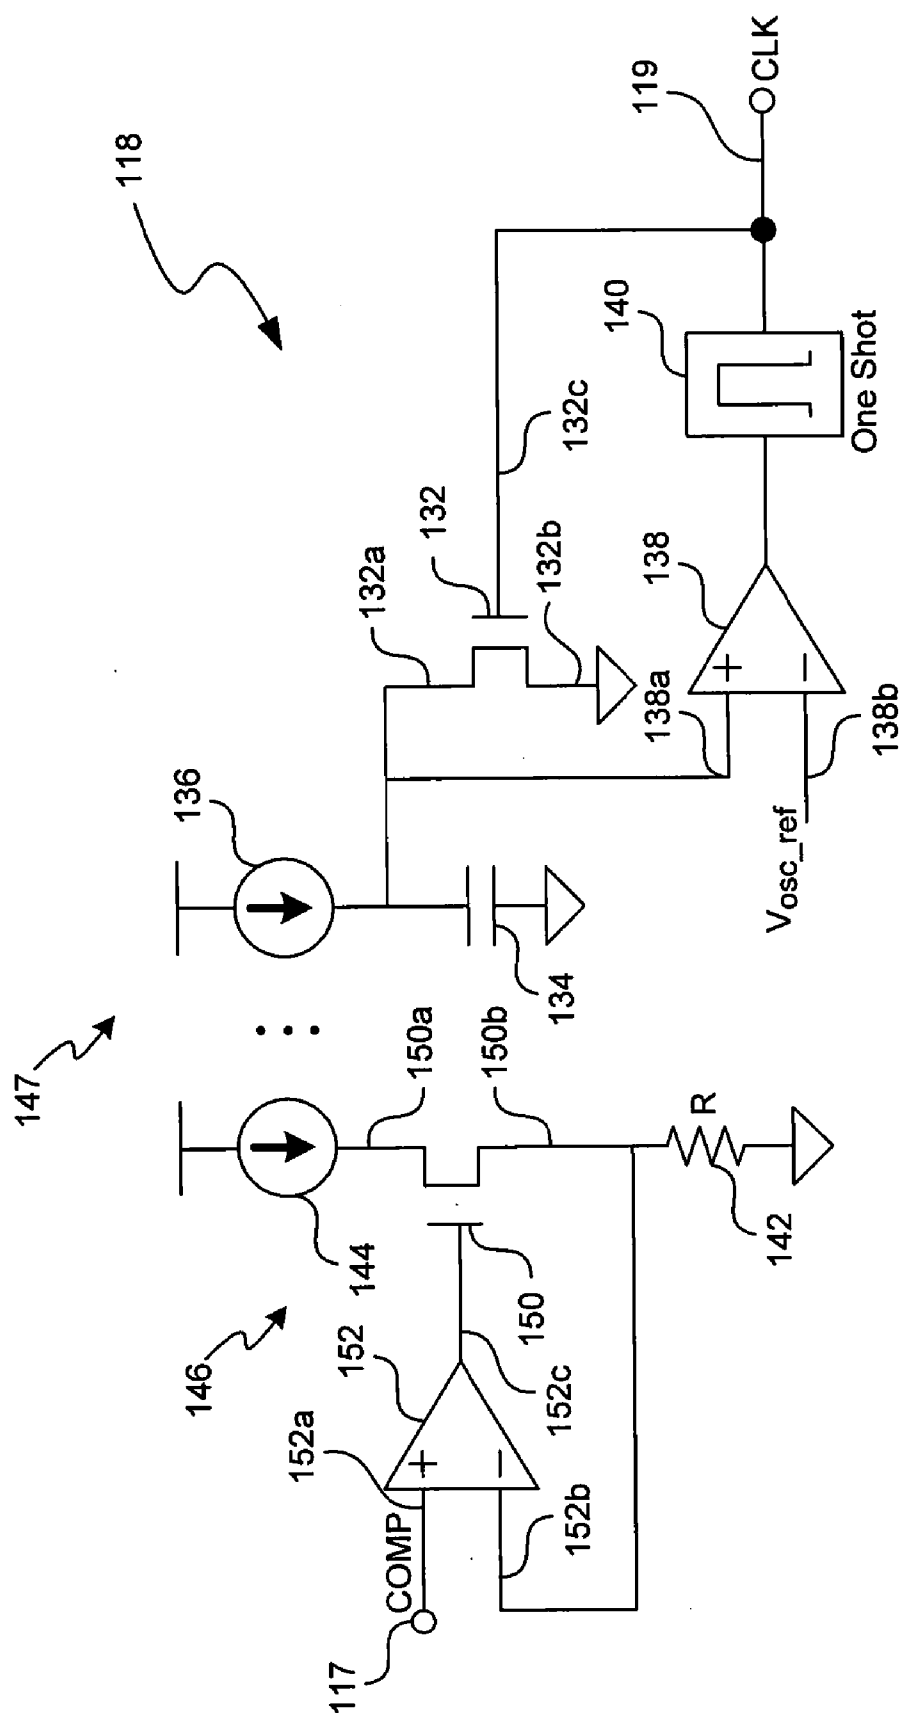 118
147
146
117
COMP
152a
152
+
−
152b
152c
144
150a
150
150b
R
142
136
134
132a
132
132b
132c
138a
+
−
138
138b
Vosc_ref
140
One Shot
119
CLK